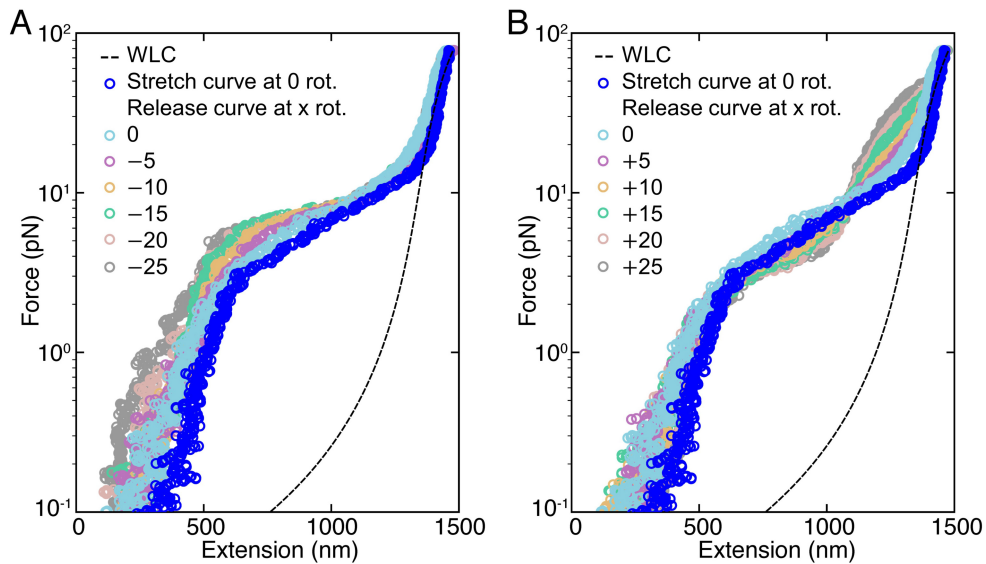 A
Force (pN)
10²
10¹
10⁰
10⁻¹
WLC
Stretch curve at 0 rot.
Release curve at x rot.
0
−5
−10
−15
−20
−25
0 500 1000 1500
Extension (nm)
B
Force (pN)
10²
10¹
10⁰
10⁻¹
WLC
Stretch curve at 0 rot.
Release curve at x rot.
0
+5
+10
+15
+20
+25
0 500 1000 1500
Extension (nm)